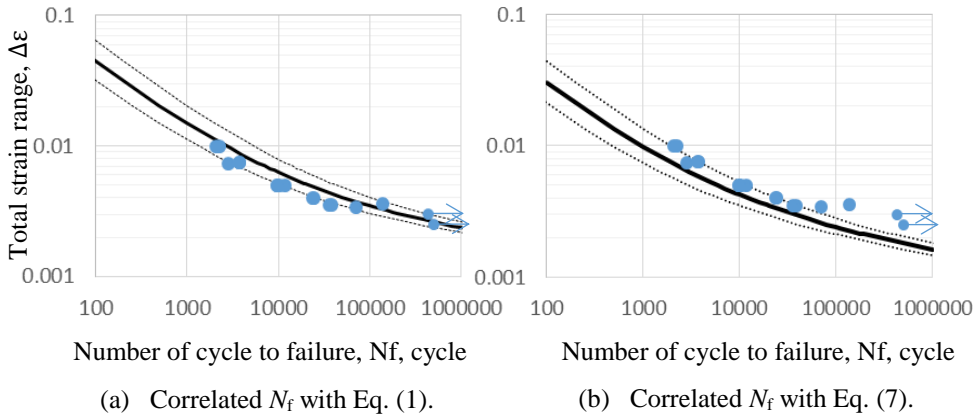 0.1
0.01
0.001
100 1000 10000 100000 1000000
Total strain range, Δε
Number of cycle to failure, Nf, cycle
(a) Correlated Nf with Eq. (1).
0.1
0.01
0.001
100 1000 10000 100000 1000000
Number of cycle to failure, Nf, cycle
(b) Correlated Nf with Eq. (7).